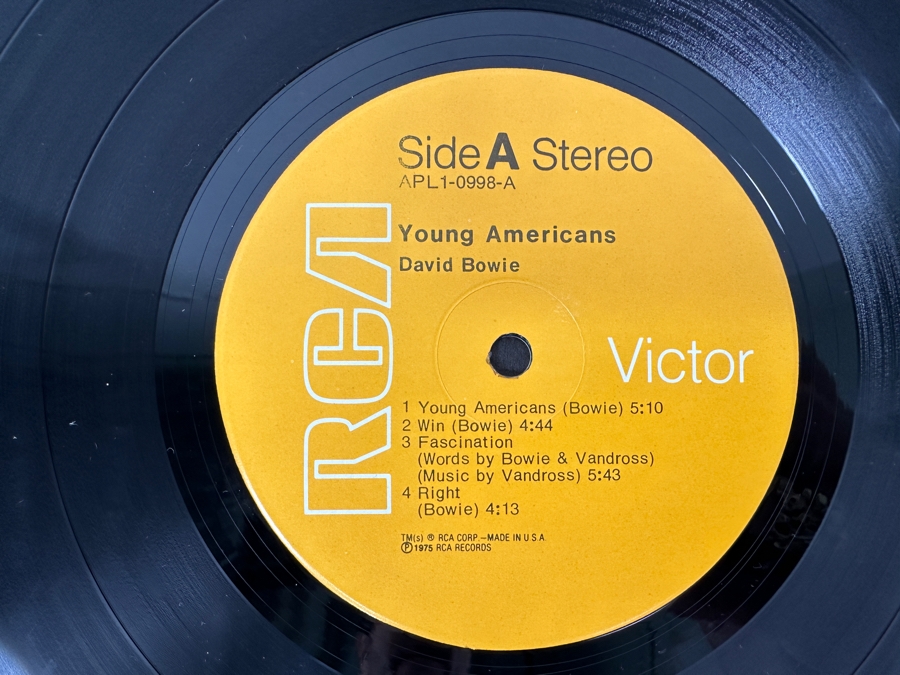 Side A Stereo
APL1-0998-A
Young Americans
David Bowie
RCA
Victor
1 Young Americans (Bowie) 5:10
2 Win (Bowie) 4:44
3 Fascination
(Words by Bowie & Vandross)
(Music by Vandross) 5:43
4 Right
(Bowie) 4:13
TM(s) ® RCA CORP.—MADE IN U.S.A.
Ⓟ1975 RCA RECORDS